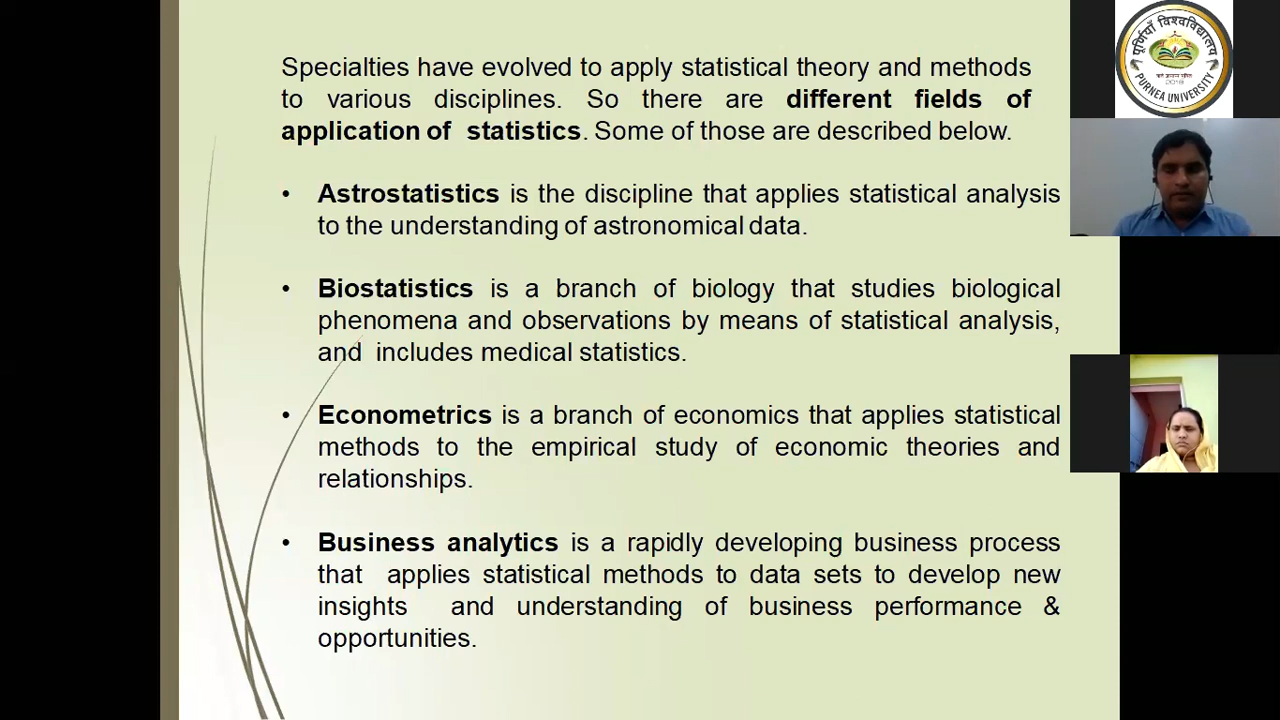 Specialties have evolved to apply statistical theory and methods
to various disciplines. So there are different fields of
application of statistics. Some of those are described below.
• Astrostatistics is the discipline that applies statistical analysis
to the understanding of astronomical data.
• Biostatistics is a branch of biology that studies biological
phenomena and observations by means of statistical analysis,
and includes medical statistics.
• Econometrics is a branch of economics that applies statistical
methods to the empirical study of economic theories and
relationships.
• Business analytics is a rapidly developing business process
that applies statistical methods to data sets to develop new
insights and understanding of business performance &
opportunities.
पूर्णियाँ विश्वविद्यालय
2018
PURNEA UNIVERSITY